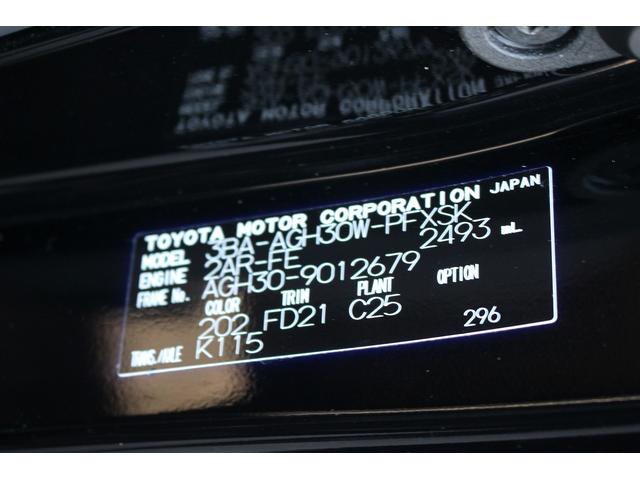 TOYOTA MOTOR CORPORATION JAPAN
MODEL 3BA-AGH30W-PFXSK
ENGINE 2AR-FE 2493 mL
FRAME No. AGH30-9012679
COLOR TRIM PLANT OPTION
202 FD21 C25
TRANS./AXLE K115 296